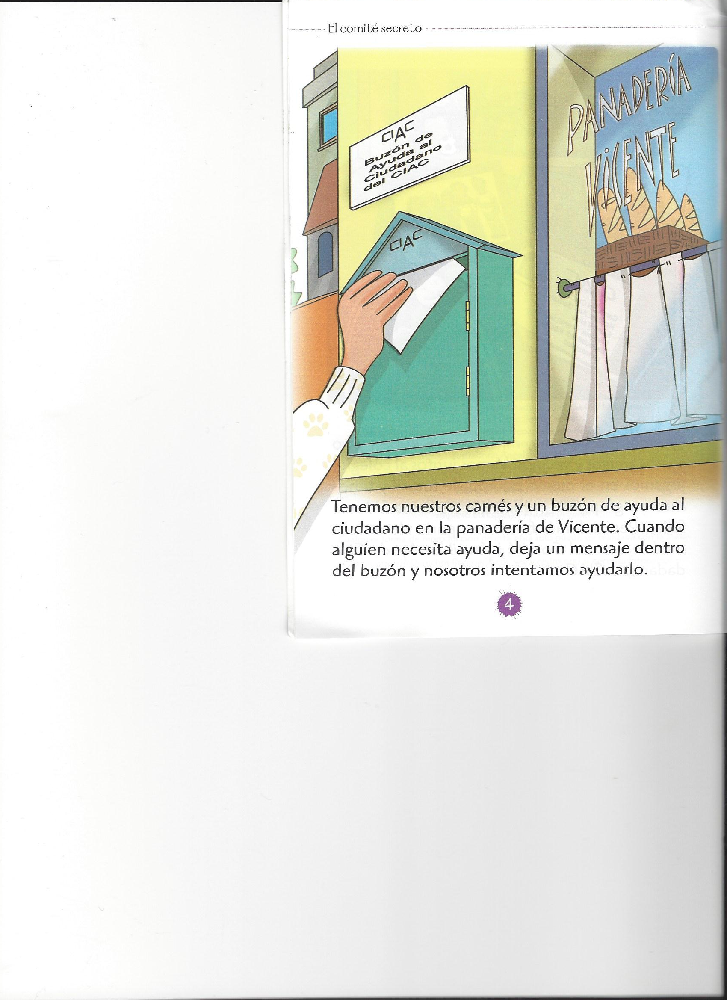 El comité secreto
PANADERÍA
VICENTE
CIAC
Buzón de
Ayuda al
Ciudadano
del CIAC
CIAC
Tenemos nuestros carnés y un buzón de ayuda al
ciudadano en la panadería de Vicente. Cuando
alguien necesita ayuda, deja un mensaje dentro
del buzón y nosotros intentamos ayudarlo.
4